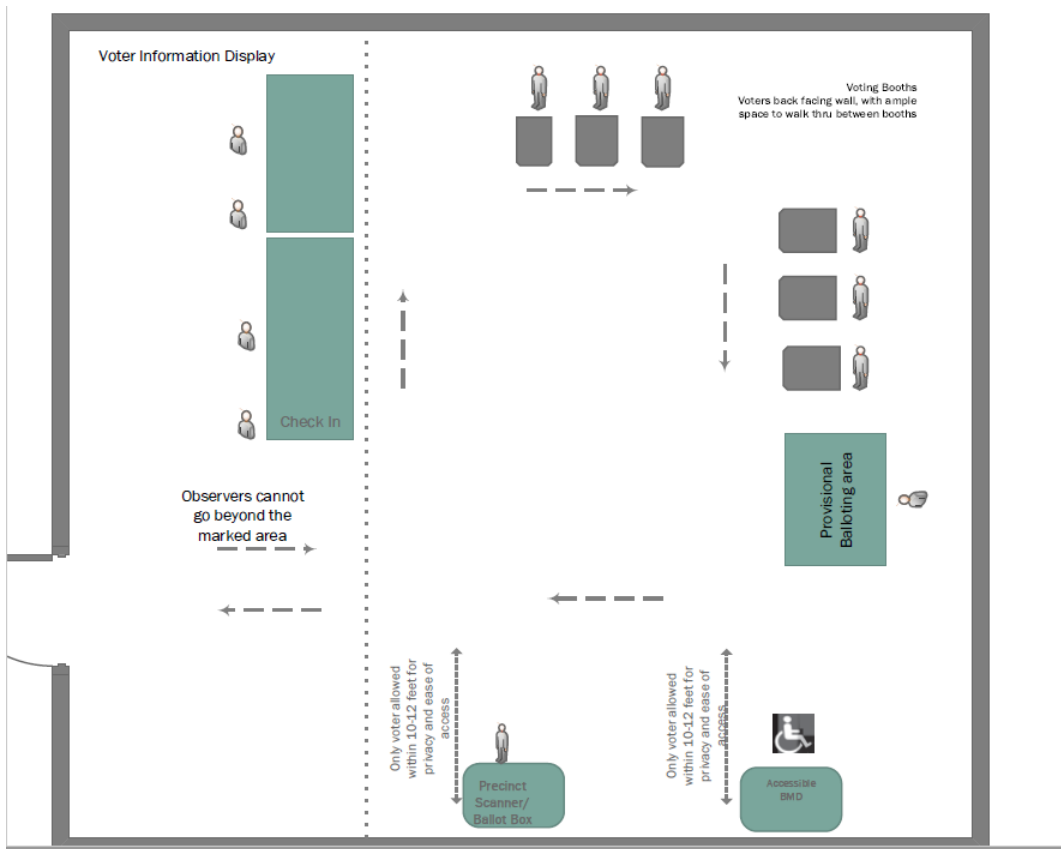 Voter Information Display
Voting Booths
Voters back facing wall, with ample
space to walk thru between booths
Check In
Observers cannot
go beyond the
marked area
Provisional
Balloting area
Only voter allowed
within 10-12 feet for
privacy and ease of
access
Only voter allowed
within 10-12 feet for
privacy and ease of
access
Precinct
Scanner/
Ballot Box
Accessible
BMD